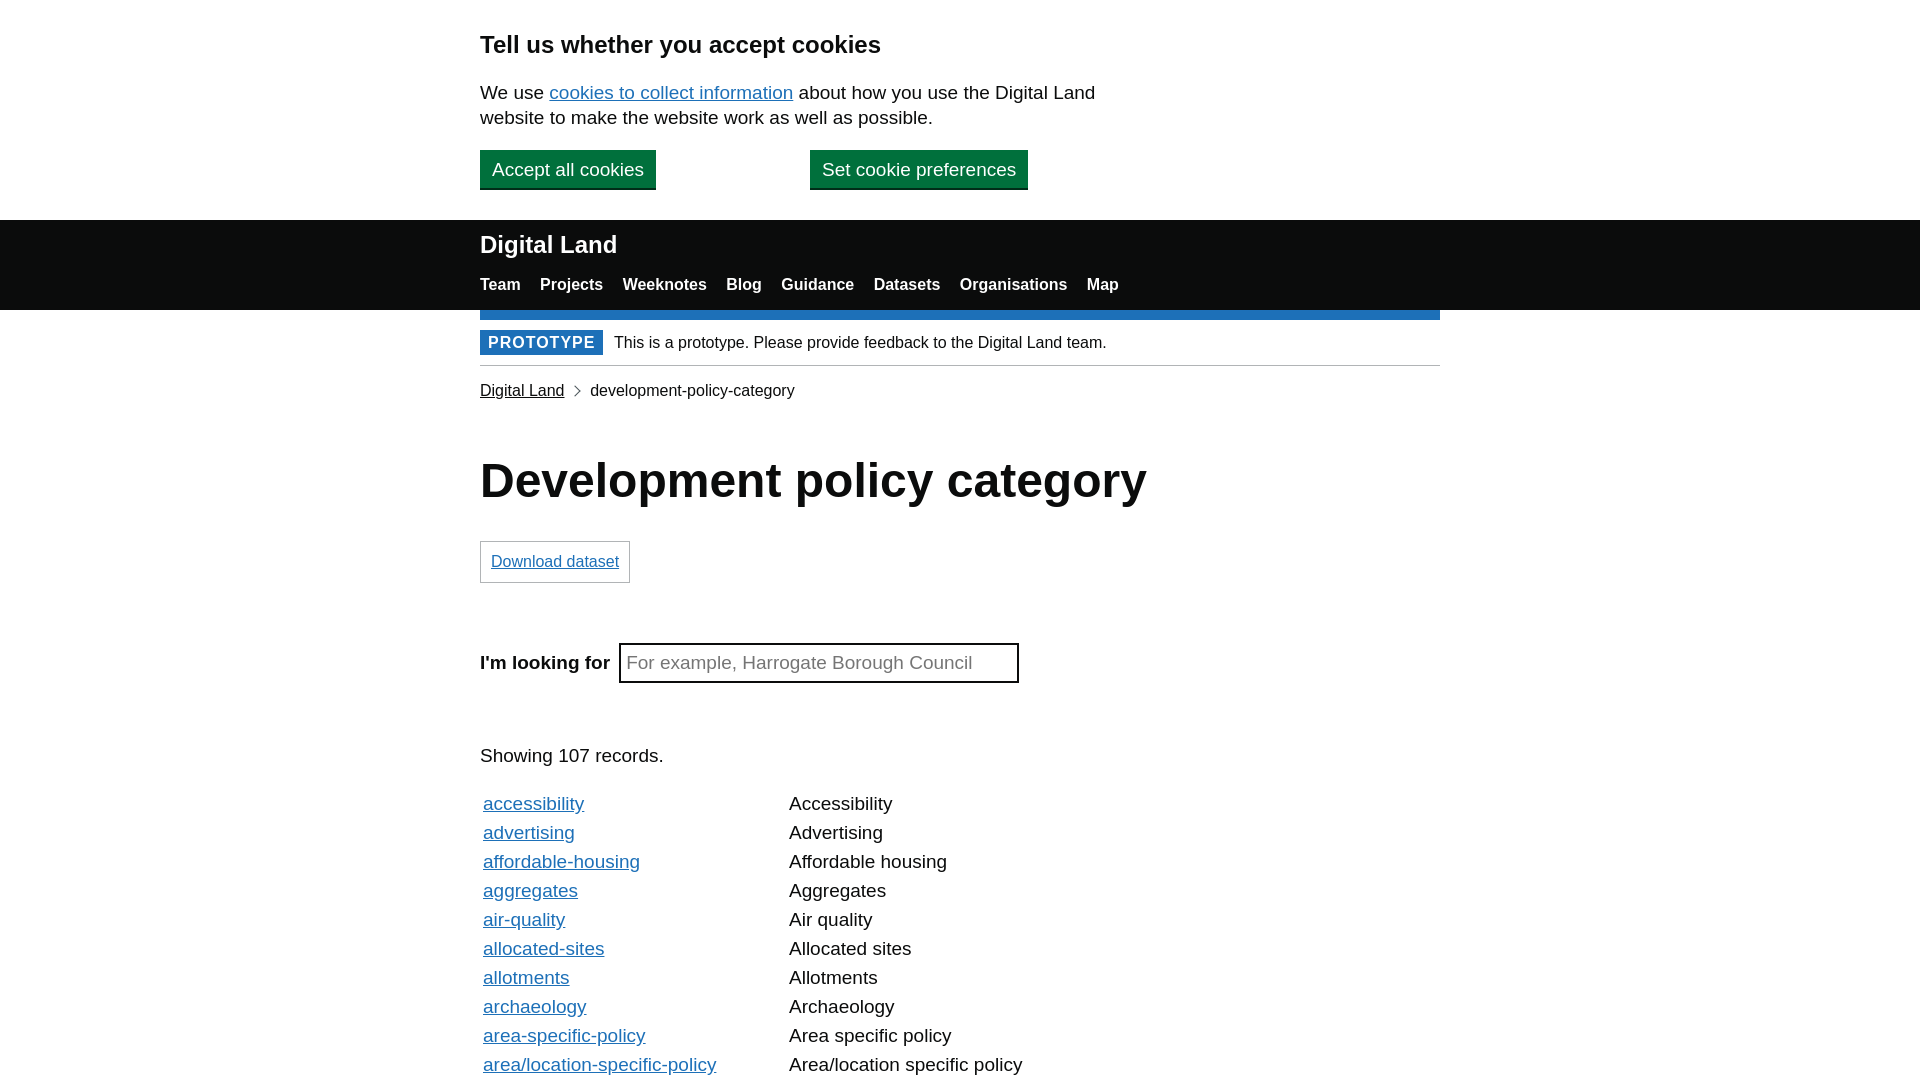 Tell us whether you accept cookies
We use cookies to collect information about how you use the Digital Land
website to make the website work as well as possible.
Accept all cookies Set cookie preferences
Digital Land
Team Projects Weeknotes Blog Guidance Datasets Organisations Map
PROTOTYPE This is a prototype. Please provide feedback to the Digital Land team.
Digital Land > development-policy-category
Development policy category
Download dataset
I'm looking for For example, Harrogate Borough Council
Showing 107 records.
accessibility Accessibility
advertising Advertising
affordable-housing Affordable housing
aggregates Aggregates
air-quality Air quality
allocated-sites Allocated sites
allotments Allotments
archaeology Archaeology
area-specific-policy Area specific policy
area/location-specific-policy Area/location specific policy